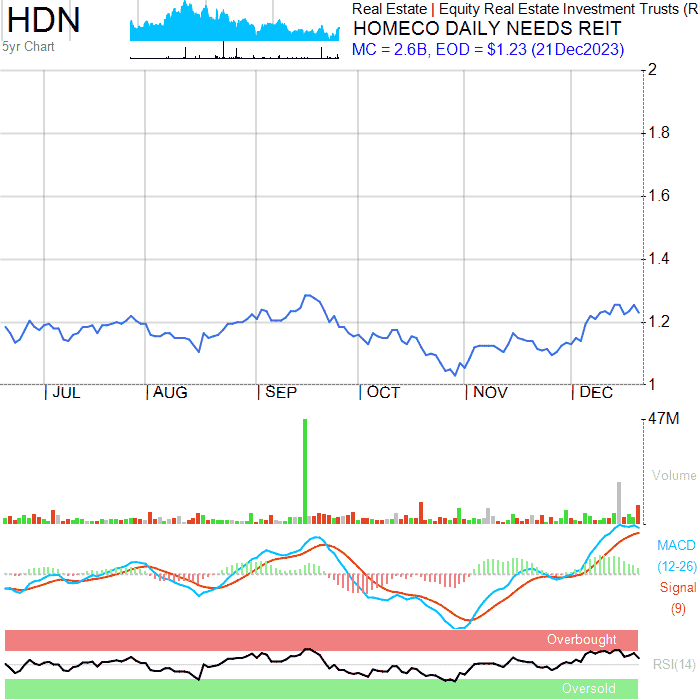 HDN
5yr Chart
Real Estate | Equity Real Estate Investment Trusts (R
HOMECO DAILY NEEDS REIT
MC = 2.6B, EOD = $1.23 (21Dec2023)
2
1.8
1.6
1.4
1.2
1
JUL AUG SEP OCT NOV DEC
47M
Volume
MACD
(12-26)
Signal
(9)
Overbought
RSI(14)
Oversold